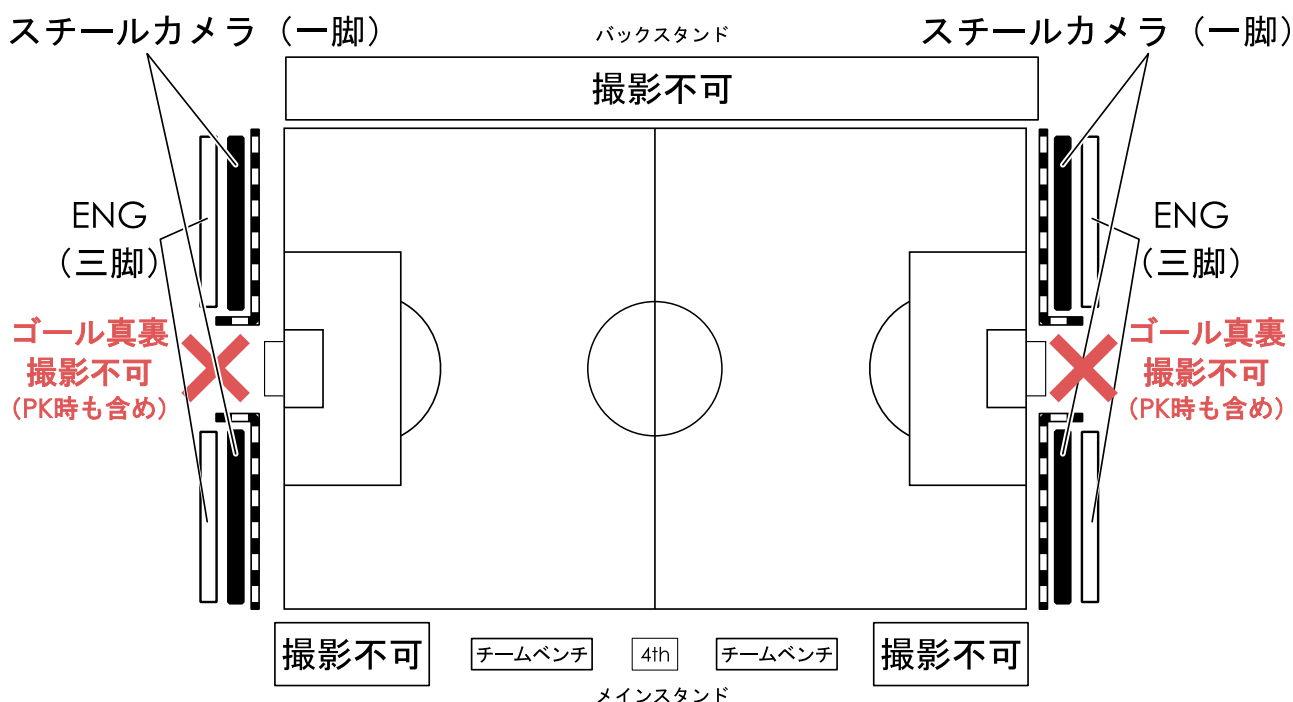 スチールカメラ（一脚）
バックスタンド
スチールカメラ（一脚）
撮影不可
ENG
（三脚）
ENG
（三脚）
ゴール真裏
撮影不可
（PK時も含め）
ゴール真裏
撮影不可
（PK時も含め）
撮影不可
チームベンチ
4th
チームベンチ
撮影不可
メインスタンド